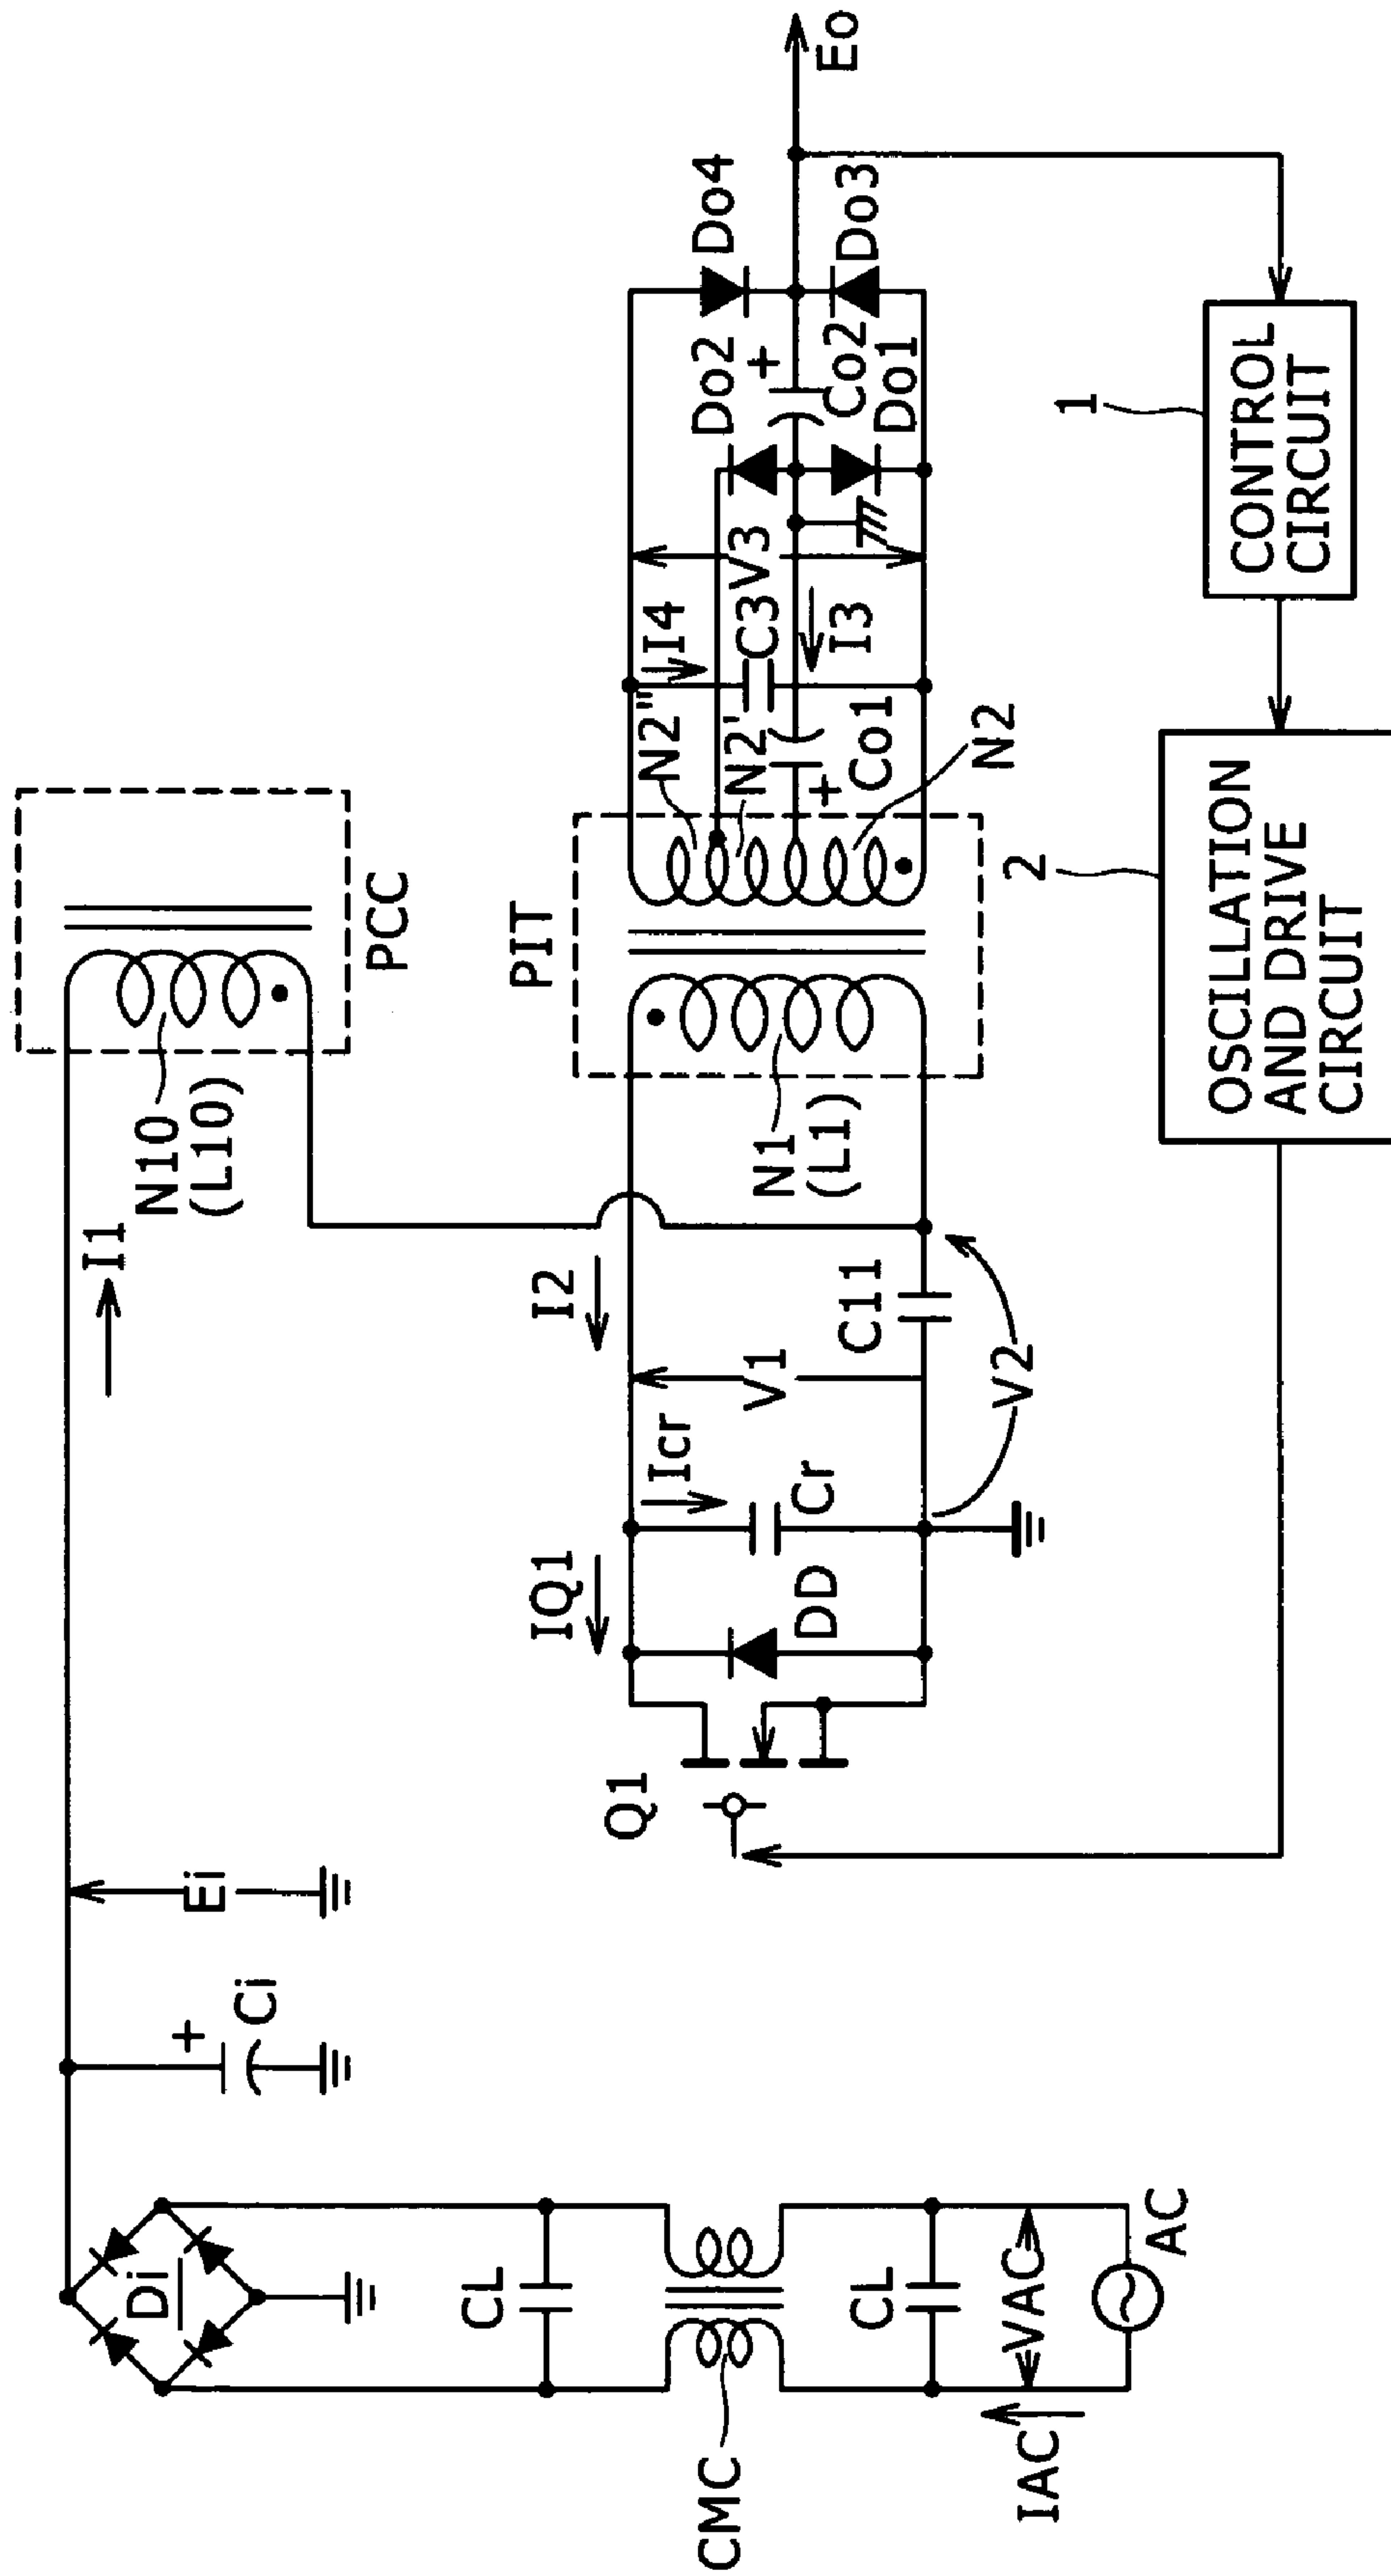 Di
Ci
+
Ei
I1
N10
(L10)
PCC
CL
CMC
CL
VAC
IAC
AC
Q1
IQ1
DD
Icr
Cr
V1
I2
C11
V2
N1
(L1)
PIT
N2"
N2'
N2
+
Co1
I4
C3
I3
V3
Do2
+
Co2
Do1
Do4
Do3
Eo
1
CONTROL
CIRCUIT
2
OSCILLATION
AND DRIVE
CIRCUIT